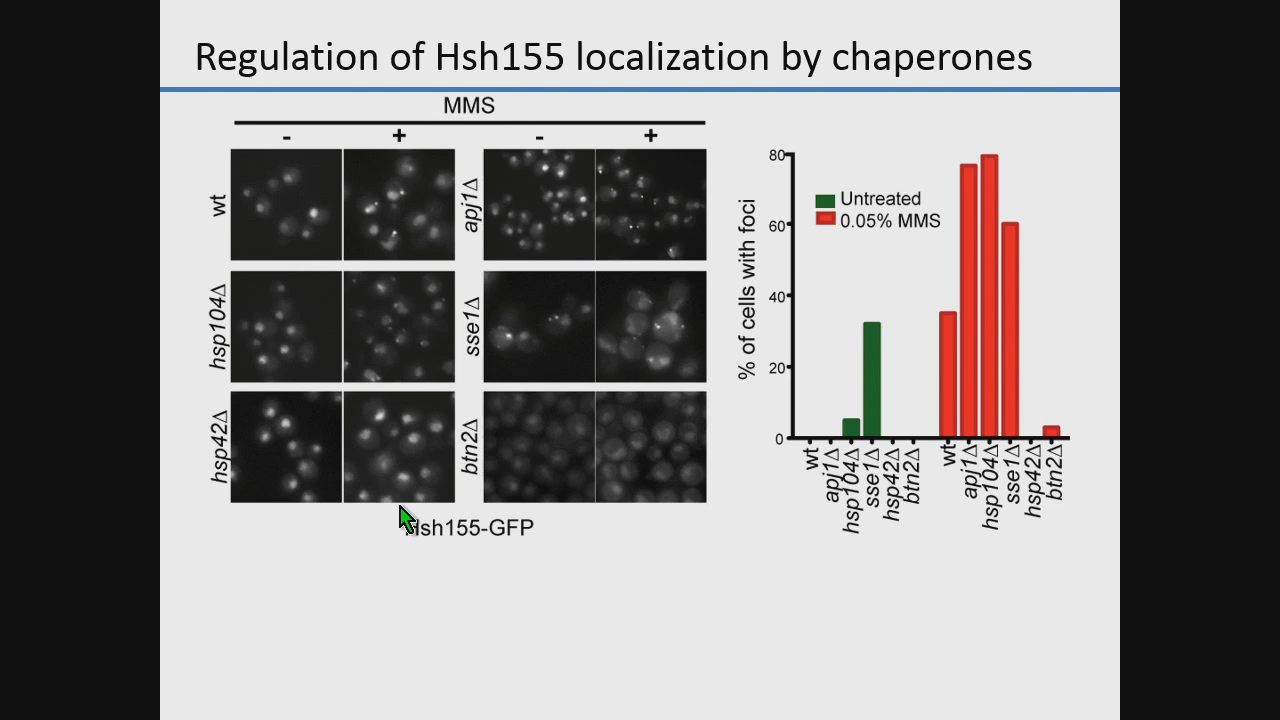 Regulation of Hsh155 localization by chaperones
MMS
- + - +
wt
hsp104Δ
hsp42Δ
apj1Δ
sse1Δ
btn2Δ
Hsh155-GFP
% of cells with foci
80
60
40
20
0
Untreated
0.05% MMS
wt
apj1Δ
hsp104Δ
sse1Δ
hsp42Δ
btn2Δ
wt
apj1Δ
hsp104Δ
sse1Δ
hsp42Δ
btn2Δ